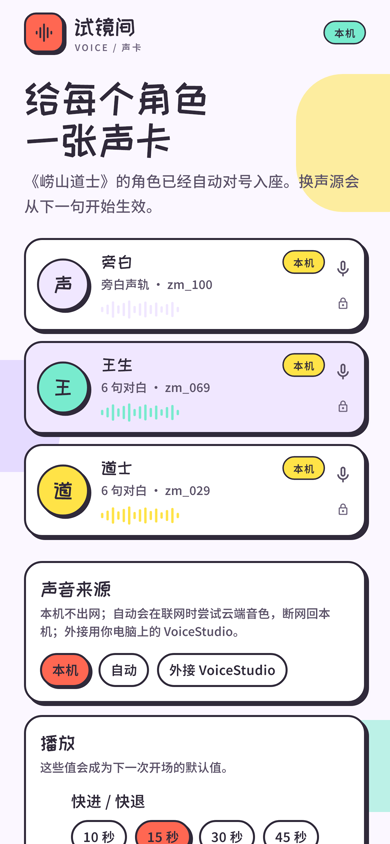 试镜间
VOICE / 声卡
本机
给每个角色
一张声卡
《崂山道士》的角色已经自动对号入座。换声源会
从下一句开始生效。
声
旁白
旁白声轨 · zm_100
本机
王
王生
6 句对白 · zm_069
本机
道
道士
6 句对白 · zm_029
本机
声音来源
本机不出网；自动会在联网时尝试云端音色，断网回本
机；外接用你电脑上的 VoiceStudio。
本机 自动 外接 VoiceStudio
播放
这些值会成为下一次开场的默认值。
快进 / 快退
10 秒 15 秒 30 秒 45 秒